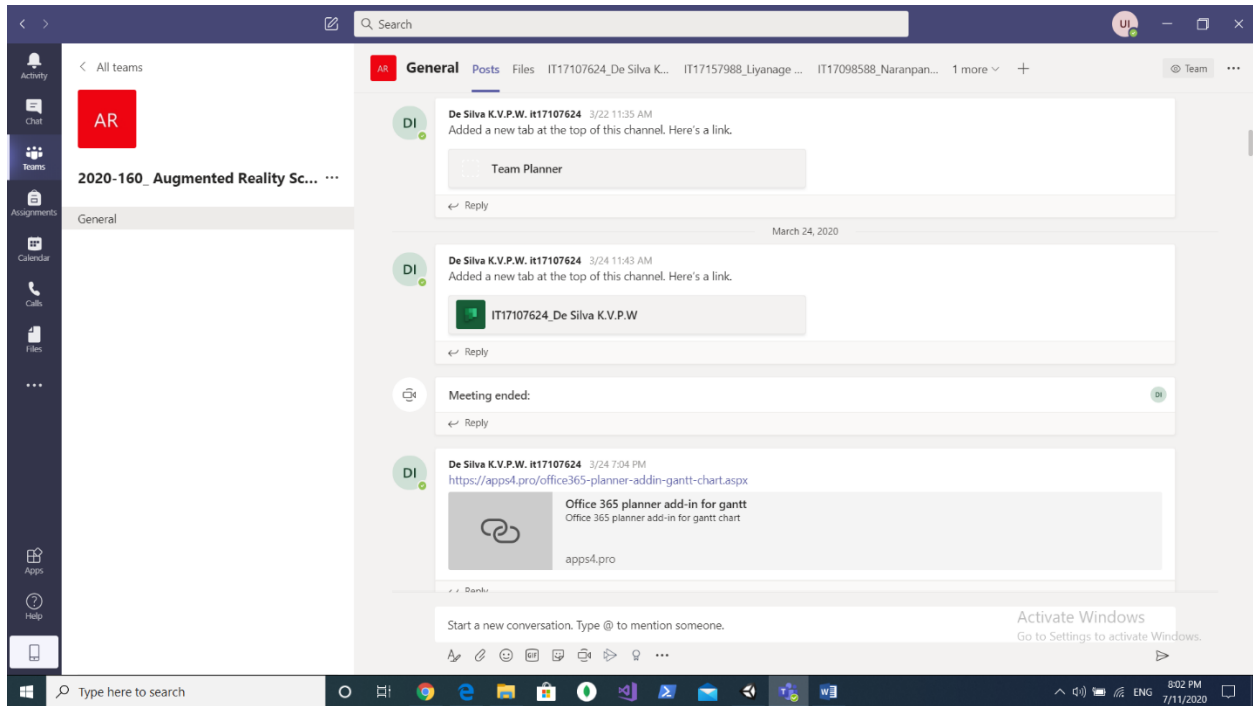 Search
UI
Activity
Chat
Teams
Assignments
Calendar
Calls
Files
Apps
Help
All teams
AR
2020-160_ Augmented Reality Sc... ···
General
AR General Posts Files IT17107624_De Silva K... IT17157988_Liyanage ... IT17098588_Naranpan... 1 more Team
DI
De Silva K.V.P.W. it17107624 3/22 11:35 AM
Added a new tab at the top of this channel. Here's a link.
Team Planner
Reply
March 24, 2020
DI
De Silva K.V.P.W. it17107624 3/24 11:43 AM
Added a new tab at the top of this channel. Here's a link.
IT17107624_De Silva K.V.P.W
Reply
Meeting ended: DI
Reply
DI
De Silva K.V.P.W. it17107624 3/24 7:04 PM
https://apps4.pro/office365-planner-addin-gantt-chart.aspx
Office 365 planner add-in for gantt
Office 365 planner add-in for gantt chart
apps4.pro
Reply
Start a new conversation. Type @ to mention someone.
GIF
Activate Windows
Go to Settings to activate Windows.
Type here to search
ENG
8:02 PM
7/11/2020